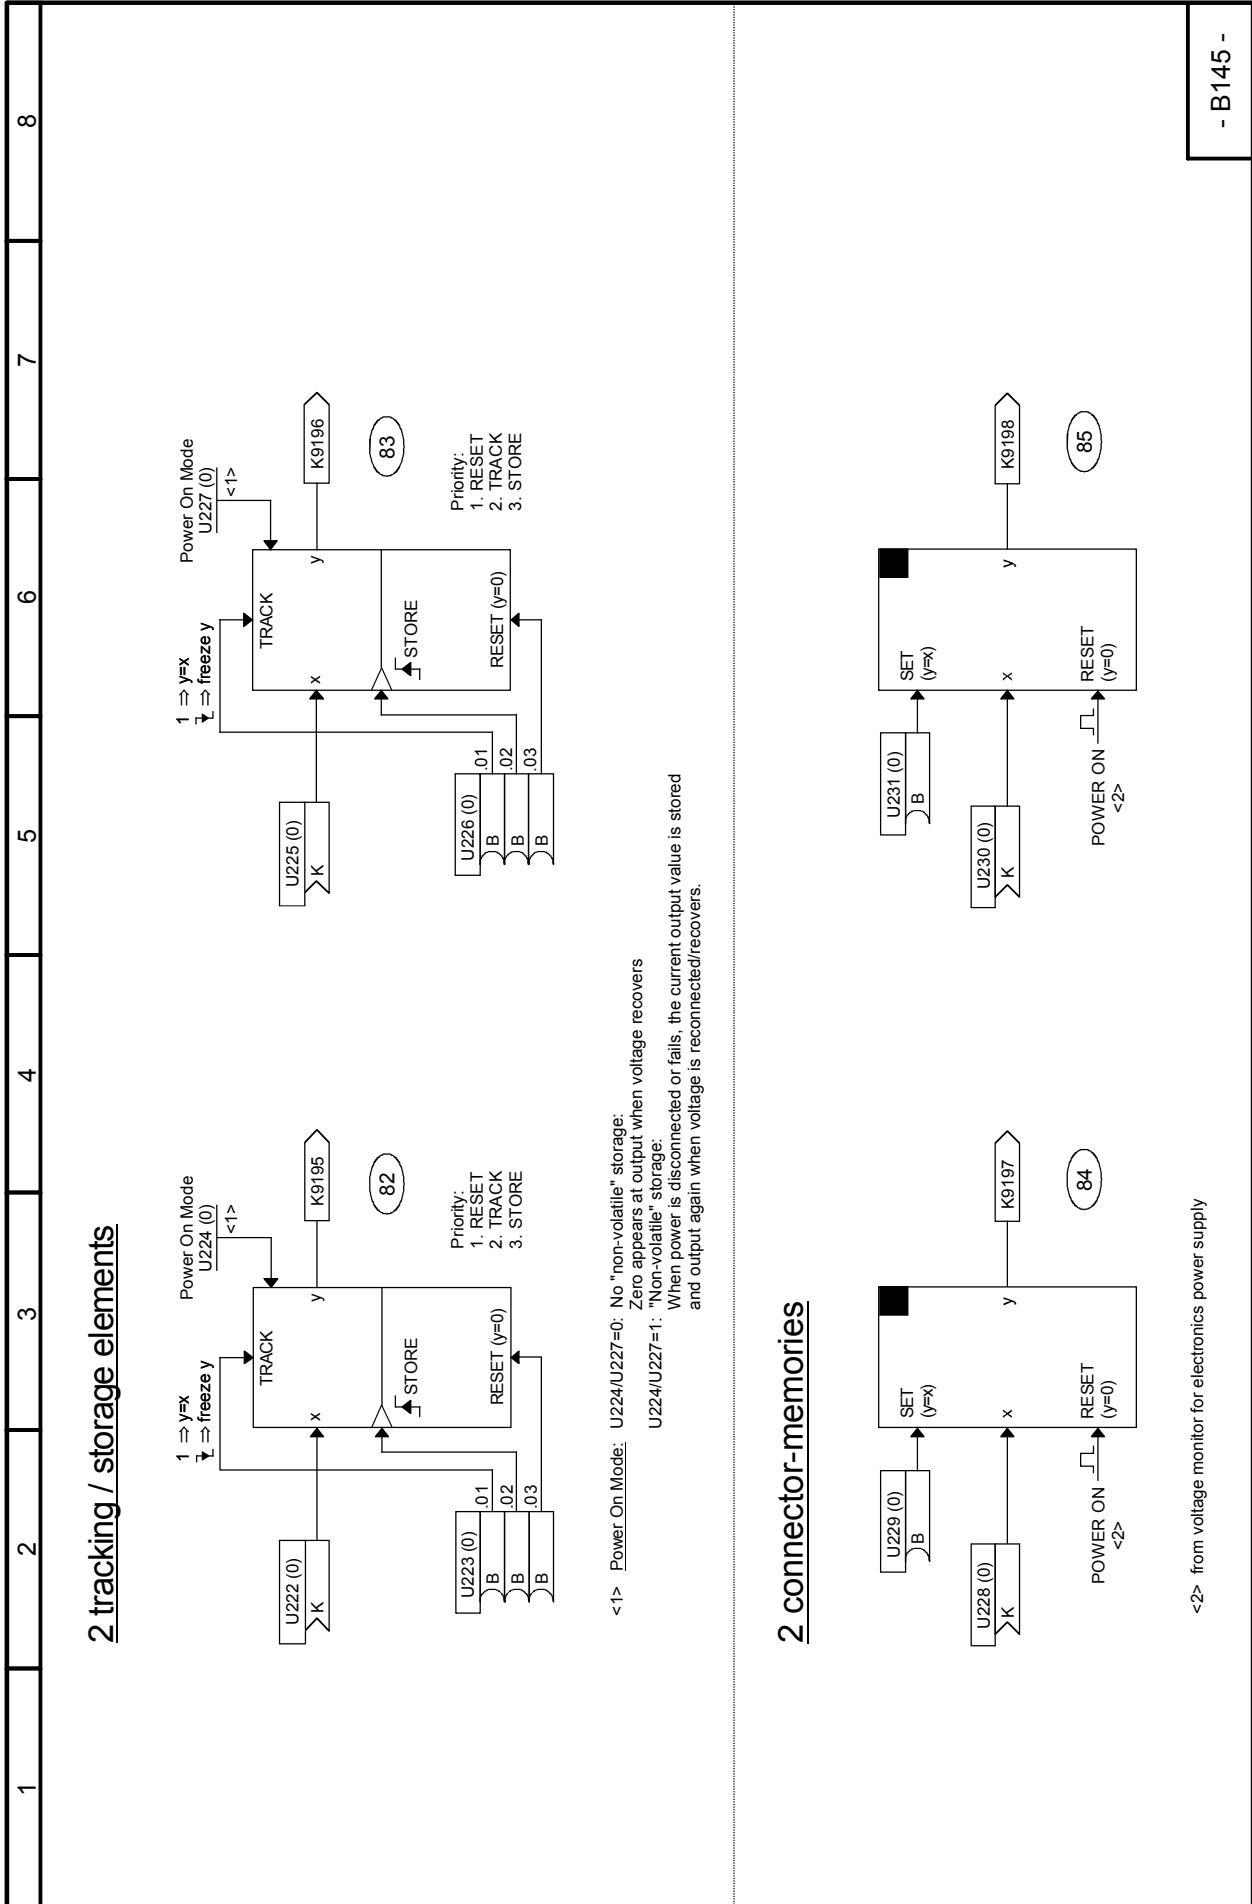 1 2 3 4 5 6 7 8
2 tracking / storage elements
1 ⇒ y=x
⇒ freeze y
Power On Mode
U224 (0)
<1>
TRACK
U222 (0)
K
x
y
K9195
82
STORE
RESET (y=0)
U223 (0)
B .01
B .02
B .03
Priority:
1. RESET
2. TRACK
3. STORE
1 ⇒ y=x
⇒ freeze y
Power On Mode
U227 (0)
<1>
TRACK
U225 (0)
K
x
y
K9196
83
STORE
RESET (y=0)
U226 (0)
B .01
B .02
B .03
Priority:
1. RESET
2. TRACK
3. STORE
<1> Power On Mode: U224/U227=0: No "non-volatile" storage:
Zero appears at output when voltage recovers
U224/U227=1: "Non-volatile" storage:
When power is disconnected or fails, the current output value is stored
and output again when voltage is reconnected/recovers.
2 connector-memories
U229 (0)
B
SET
(y=x)
U228 (0)
K
x
y
K9197
84
POWER ON
<2>
RESET
(y=0)
U231 (0)
B
SET
(y=x)
U230 (0)
K
x
y
K9198
85
POWER ON
<2>
RESET
(y=0)
<2> from voltage monitor for electronics power supply
- B145 -